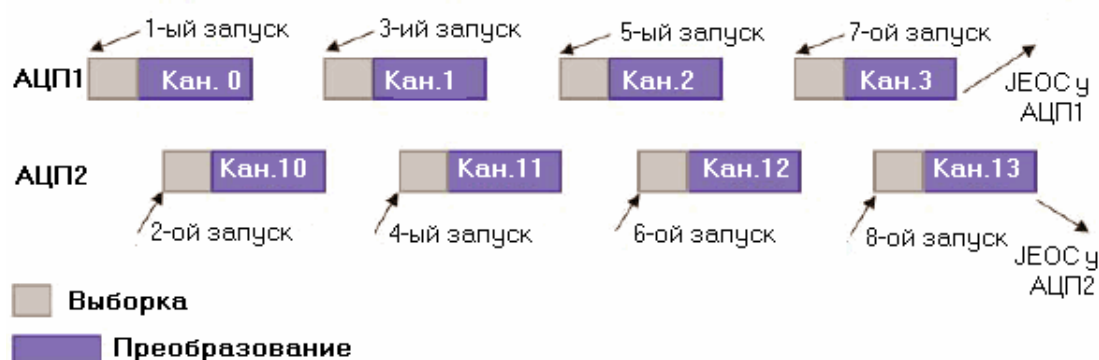 1-ый запуск
3-ий запуск
5-ый запуск
7-ой запуск
АЦП1
Кан. 0
Кан.1
Кан.2
Кан.3
JEOC у
АЦП1
АЦП2
Кан.10
Кан.11
Кан.12
Кан.13
2-ой запуск
4-ый запуск
6-ой запуск
8-ой запуск
JEOC у
АЦП2
Выборка
Преобразование